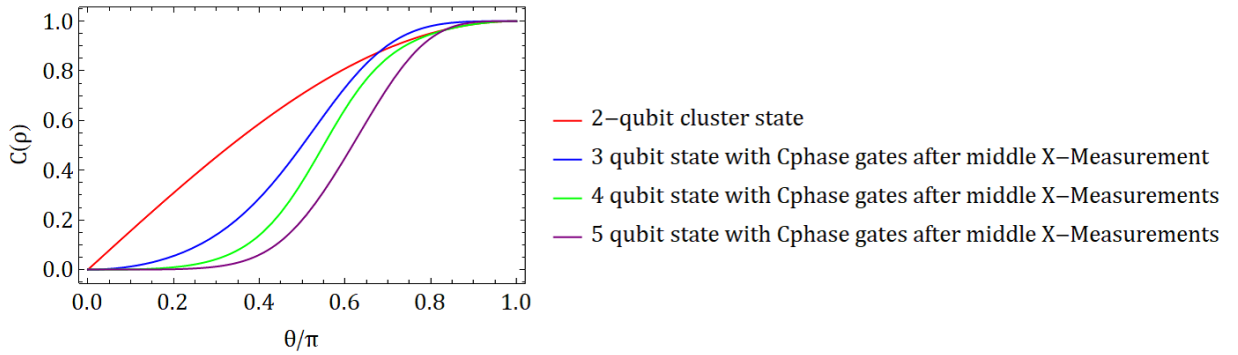 1.0
0.8
0.6
0.4
0.2
0.0
C(ρ)
0.0 0.2 0.4 0.6 0.8 1.0
θ/π
2−qubit cluster state
3 qubit state with Cphase gates after middle X−Measurement
4 qubit state with Cphase gates after middle X−Measurements
5 qubit state with Cphase gates after middle X−Measurements